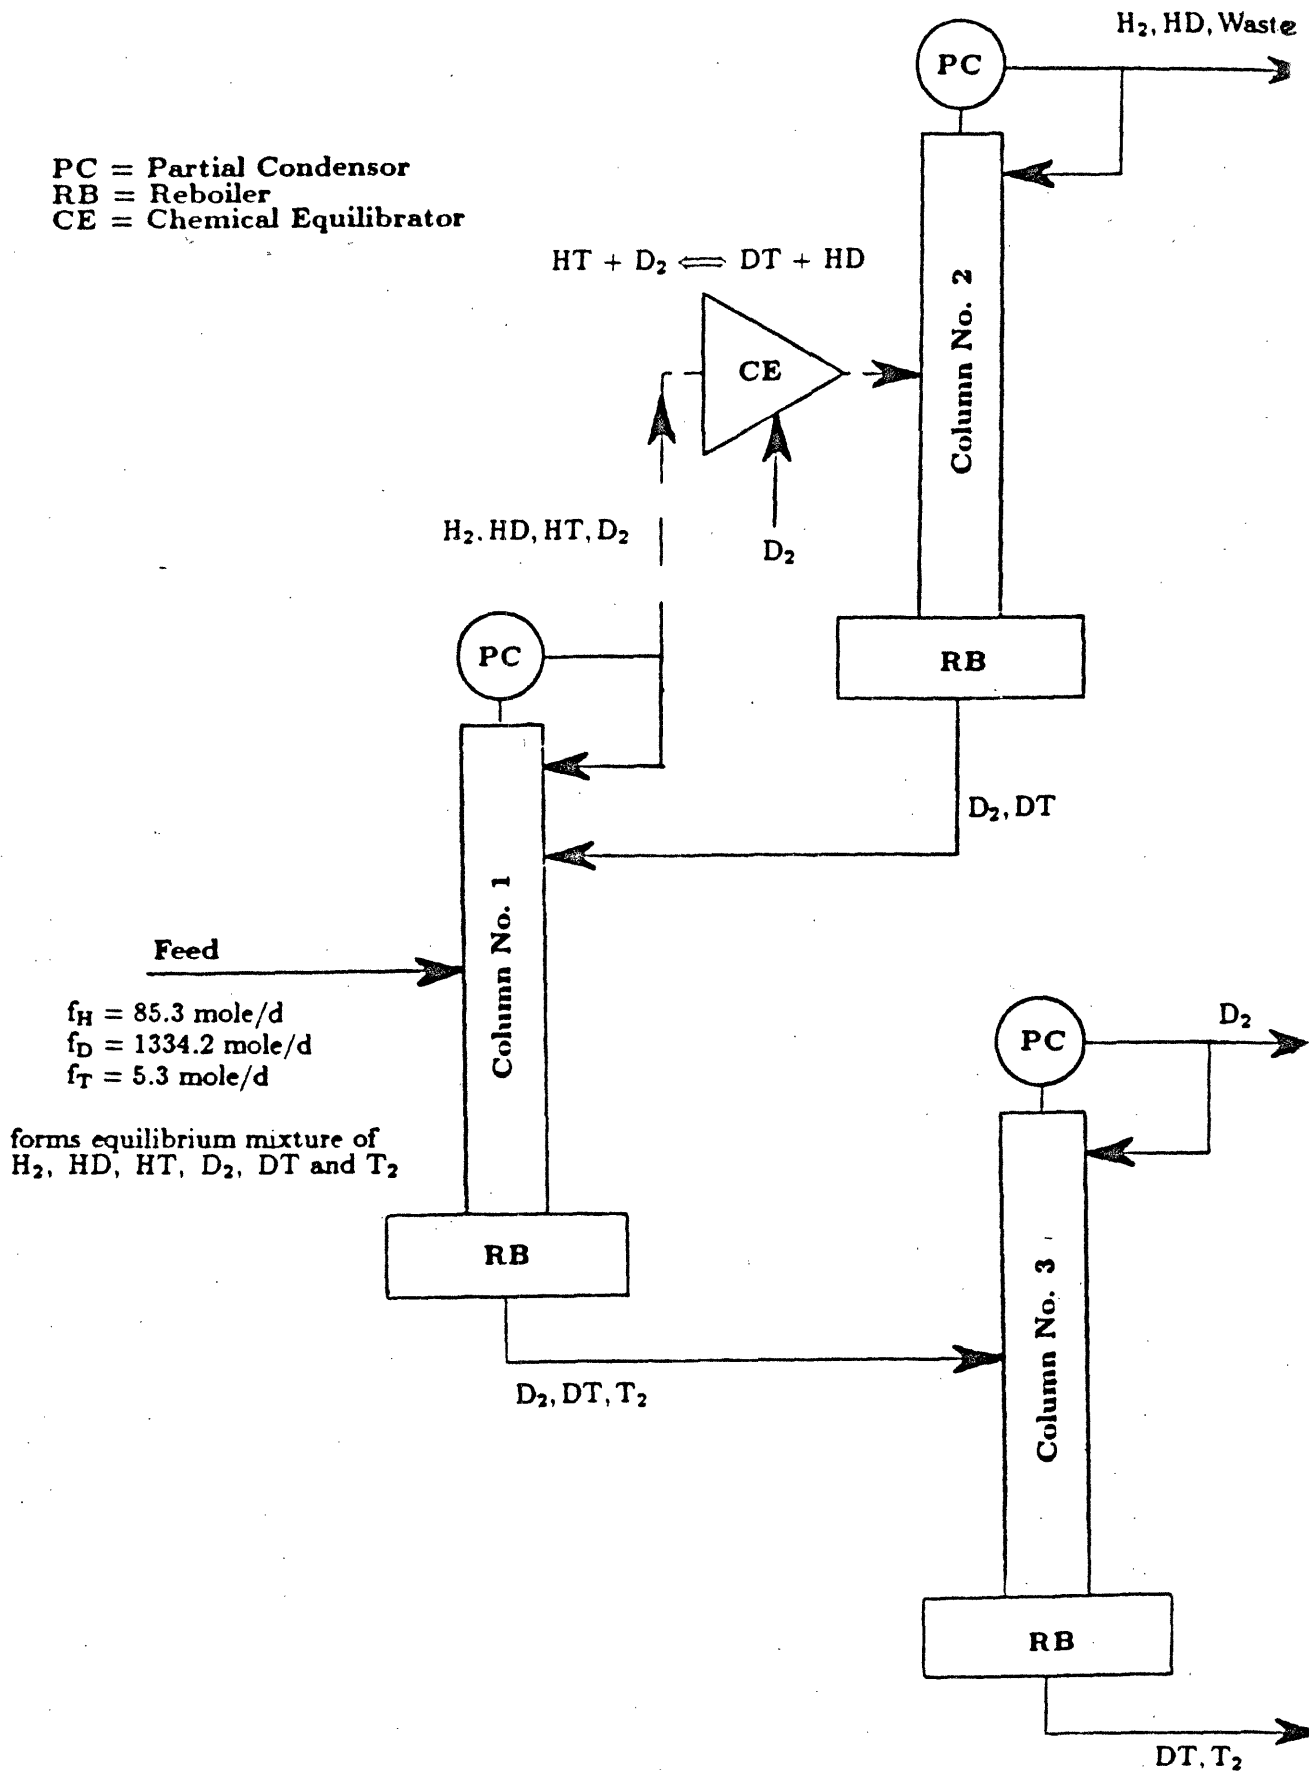 H₂, HD, Waste
PC
PC = Partial Condensor
RB = Reboiler
CE = Chemical Equilibrator
HT + D₂ ⟺ DT + HD
Column No. 2
CE
H₂. HD, HT, D₂
D₂
PC
RB
D₂, DT
Column No. 1
Feed
f_H = 85.3 mole/d
f_D = 1334.2 mole/d
f_T = 5.3 mole/d
forms equilibrium mixture of
H₂, HD, HT, D₂, DT and T₂
D₂
PC
RB
Column No. 3
D₂, DT, T₂
RB
DT, T₂